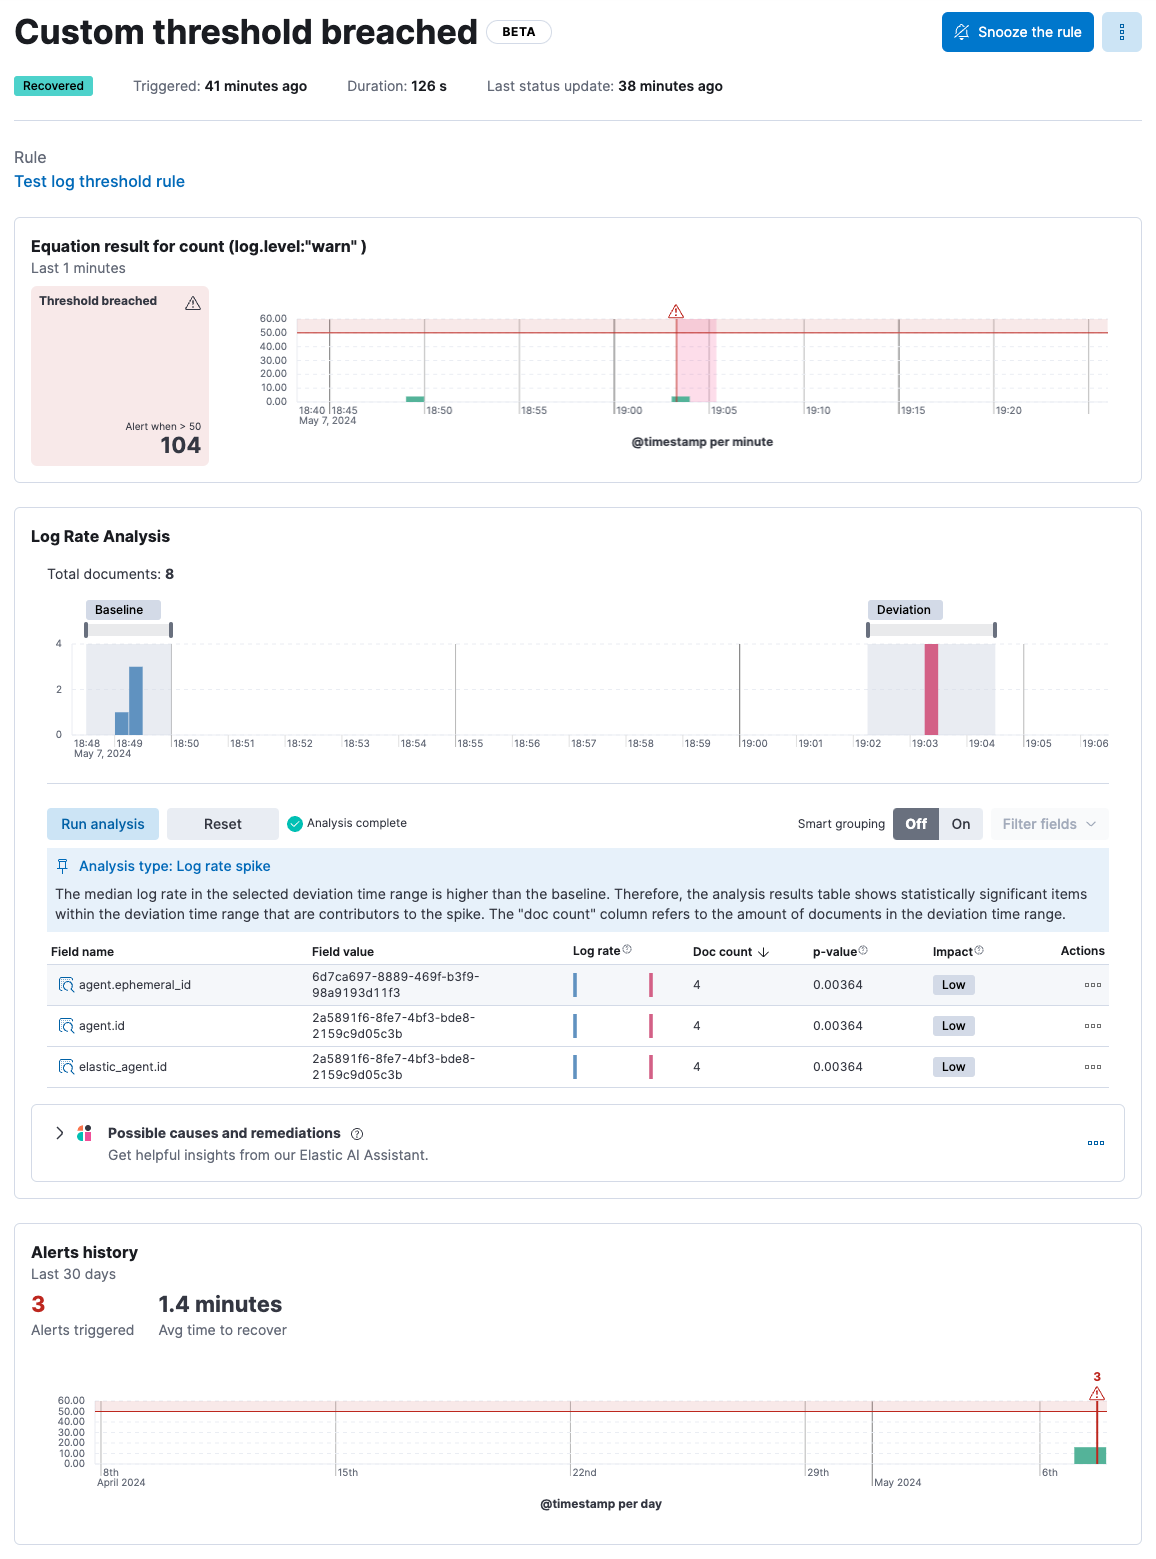 Custom threshold breached BETA
Snooze the rule
Recovered Triggered: 41 minutes ago Duration: 126 s Last status update: 38 minutes ago
Rule
Test log threshold rule
Equation result for count (log.level:"warn" )
Last 1 minutes
Threshold breached
Alert when > 50
104
60.00
50.00
40.00
30.00
20.00
10.00
0.00
18:40 18:45 18:50 18:55 19:00 19:05 19:10 19:15 19:20
May 7, 2024
@timestamp per minute
Log Rate Analysis
Total documents: 8
Baseline Deviation
4
2
0
18:48 18:49 18:50 18:51 18:52 18:53 18:54 18:55 18:56 18:57 18:58 18:59 19:00 19:01 19:02 19:03 19:04 19:05 19:06
May 7, 2024
Run analysis Reset Analysis complete Smart grouping Off On Filter fields
Analysis type: Log rate spike
The median log rate in the selected deviation time range is higher than the baseline. Therefore, the analysis results table shows statistically significant items
within the deviation time range that are contributors to the spike. The "doc count" column refers to the amount of documents in the deviation time range.
Field name Field value Log rate Doc count p-value Impact Actions
agent.ephemeral_id 6d7ca697-8889-469f-b3f9-
98a9193d11f3 4 0.00364 Low
agent.id 2a5891f6-8fe7-4bf3-bde8-
2159c9d05c3b 4 0.00364 Low
elastic_agent.id 2a5891f6-8fe7-4bf3-bde8-
2159c9d05c3b 4 0.00364 Low
Possible causes and remediations
Get helpful insights from our Elastic AI Assistant.
Alerts history
Last 30 days
3 1.4 minutes
Alerts triggered Avg time to recover
3
60.00
50.00
40.00
30.00
20.00
10.00
0.00
8th 15th 22nd 29th 6th
April 2024 May 2024
@timestamp per day